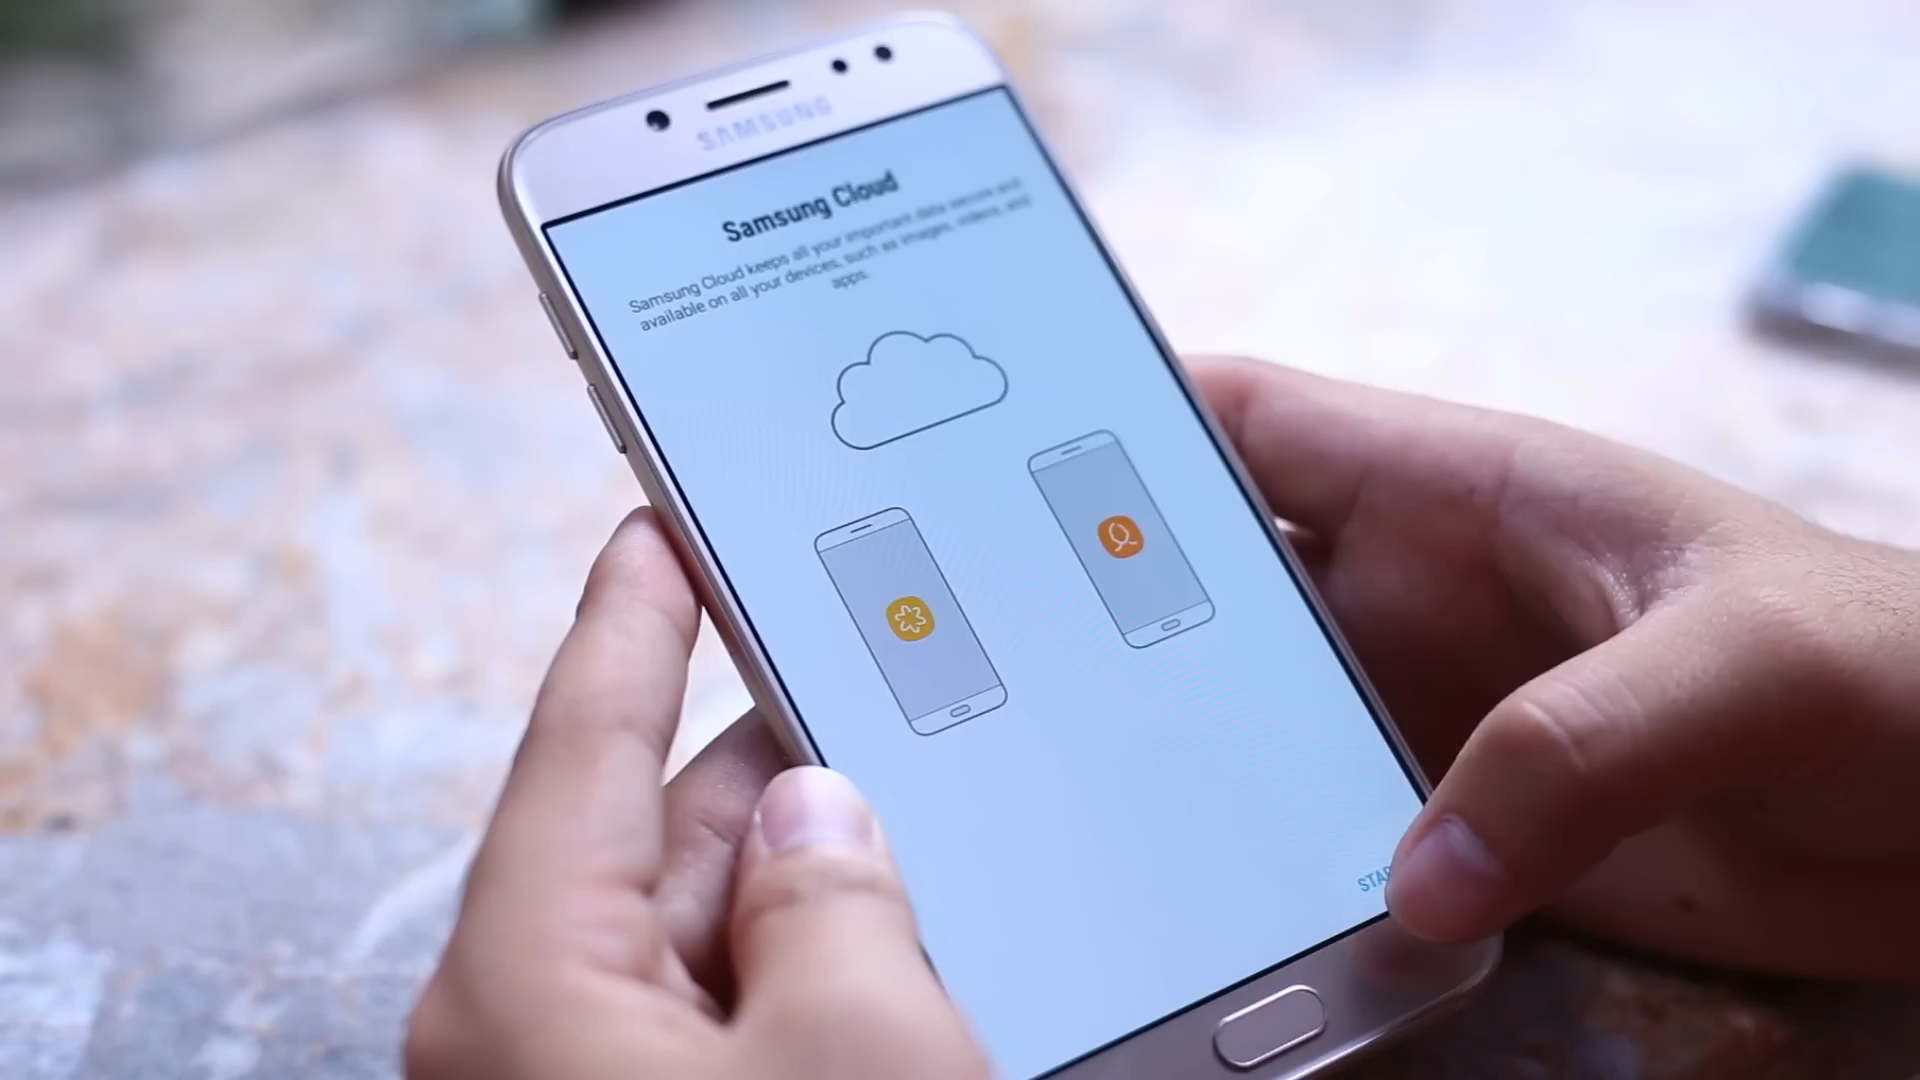 SAMSUNG
Samsung Cloud
Samsung Cloud keeps all your important data secure and
available on all your devices, such as images, videos, and
apps.
STAR